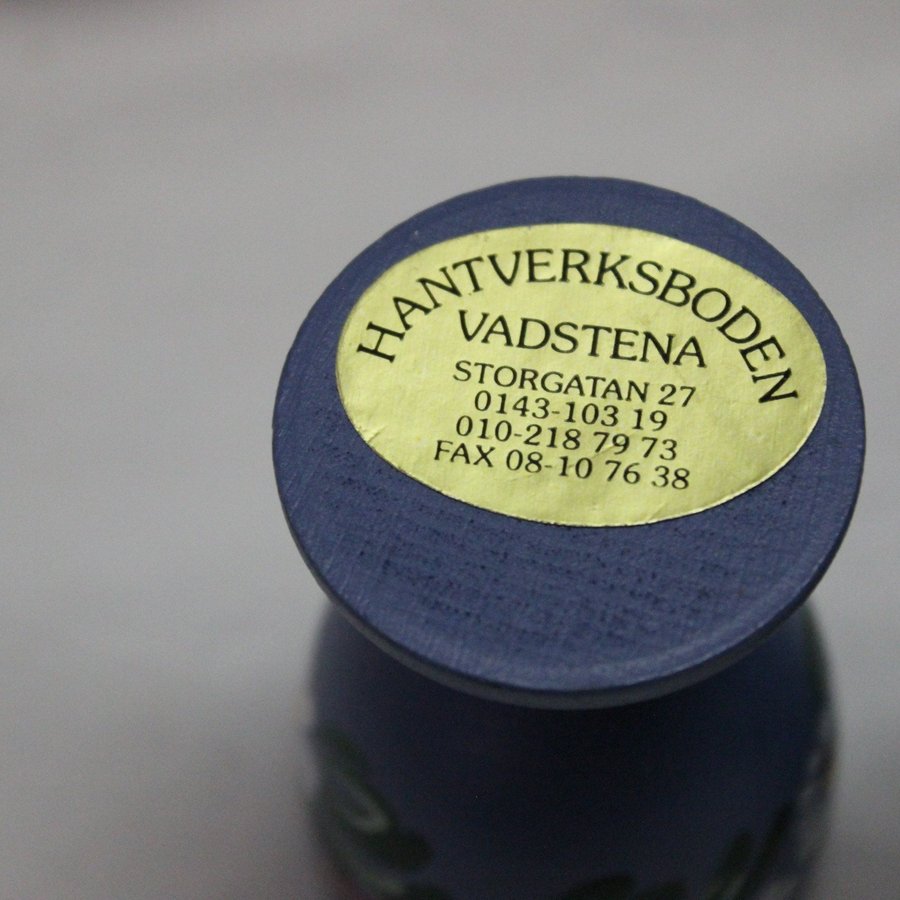 HANTVERKSBODEN
VADSTENA
STORGATAN 27
0143-103 19
010-218 79 73
FAX 08-10 76 38